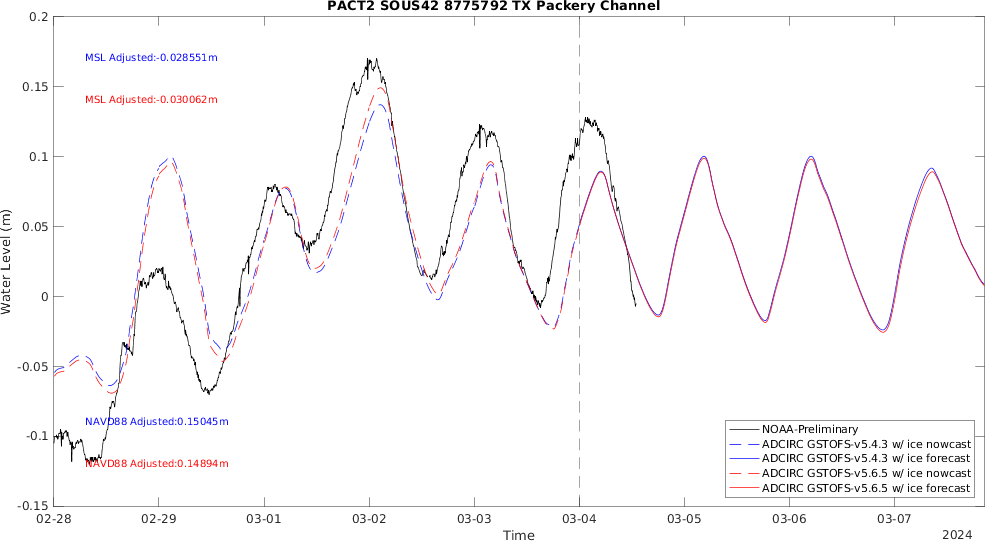 PACT2 SOUS42 8775792 TX Packery Channel
0.2
0.15
0.1
0.05
0
-0.05
-0.1
-0.15
Water Level (m)
MSL Adjusted:-0.028551m
MSL Adjusted:-0.030062m
NAVD88 Adjusted:0.15045m
NAVD88 Adjusted:0.14894m
NOAA-Preliminary
ADCIRC GSTOFS-v5.4.3 w/ ice nowcast
ADCIRC GSTOFS-v5.4.3 w/ ice forecast
ADCIRC GSTOFS-v5.6.5 w/ ice nowcast
ADCIRC GSTOFS-v5.6.5 w/ ice forecast
02-28 02-29 03-01 03-02 03-03 03-04 03-05 03-06 03-07
Time
2024